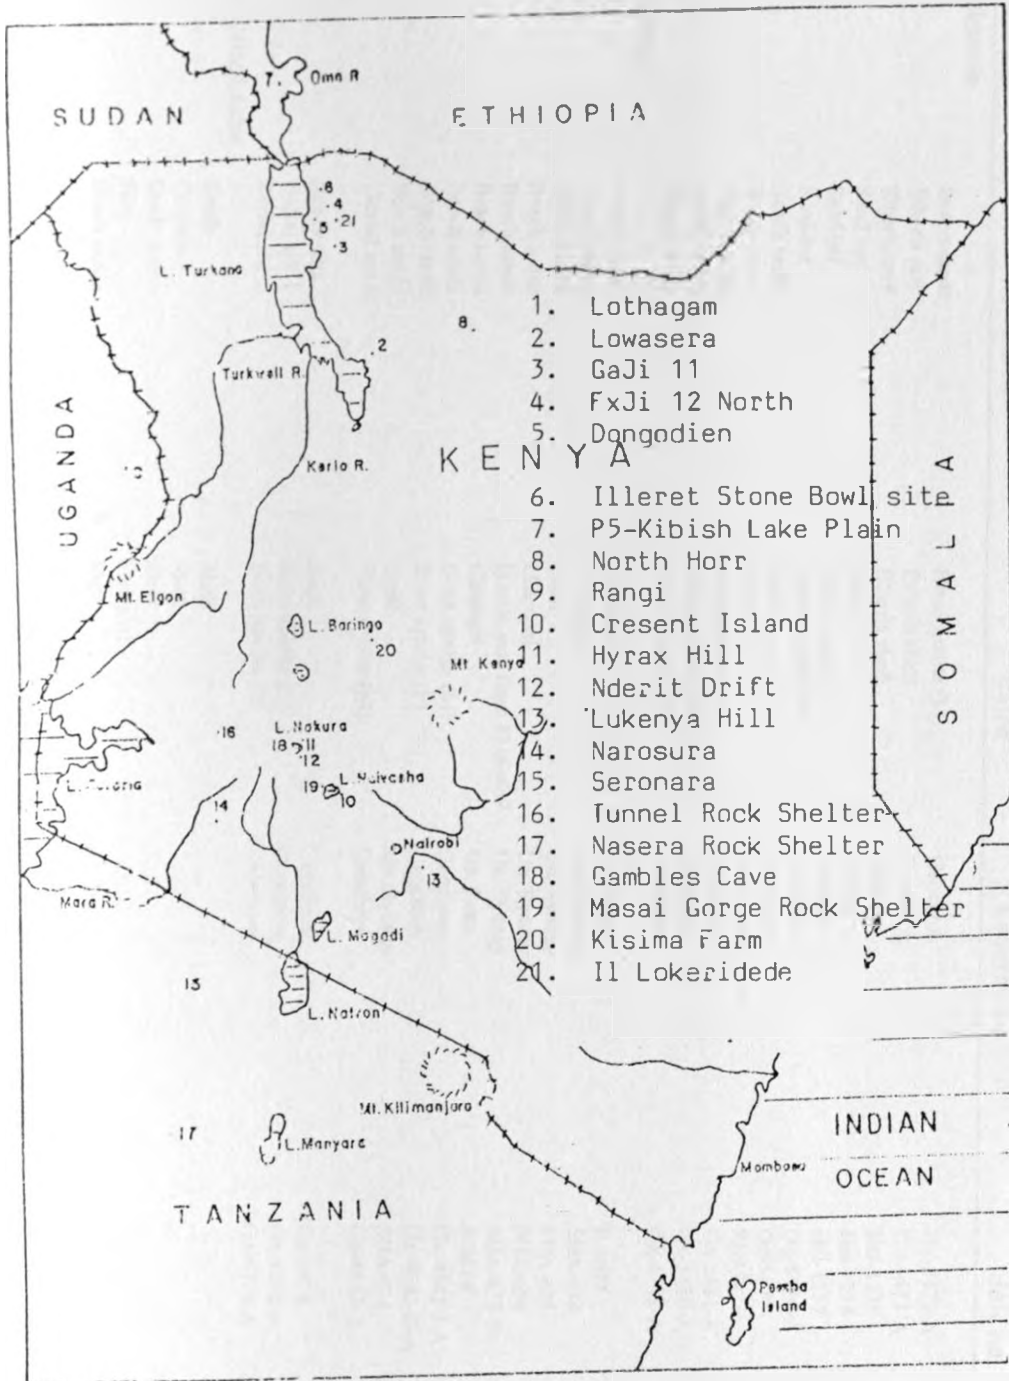 7. Omo R
SUDAN
ETHIOPIA
.6
.4
5 .21
.3
L. Turkana
8.
.2
Turkwell R.
UGANDA
KENYA
Kerio R.
SOMALIA
Mt. Elgon
L. Baringo
20
Mt Kenya
16
L. Nakuru
18 11
12
19 L. Naivasha
10
14
Nairobi
13
Mara R.
L. Magadi
15
L. Natron
Mt. Kilimanjaro
17
L. Manyara
TANZANIA
INDIAN
OCEAN
Mombasa
Pemba
Island
1. Lothagam
2. Lowasera
3. GaJi 11
4. FxJi 12 North
5. Dongodien
6. Illeret Stone Bowl site
7. P5-Kibish Lake Plain
8. North Horr
9. Rangi
10. Cresent Island
11. Hyrax Hill
12. Nderit Drift
13. Lukenya Hill
14. Narosura
15. Seronara
16. Tunnel Rock Shelter
17. Nasera Rock Shelter
18. Gambles Cave
19. Masai Gorge Rock Shelter
20. Kisima Farm
21. Il Lokeridede